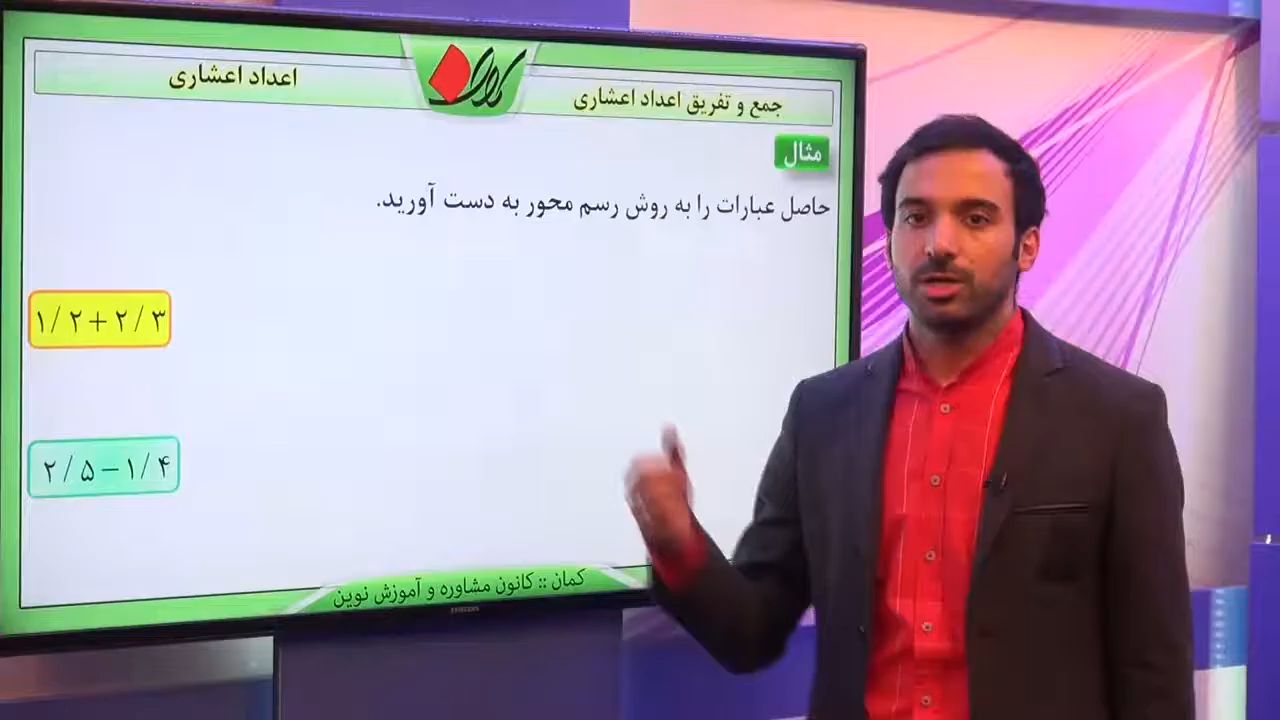 جمع و تفریق اعداد اعشاری
اعداد اعشاری
مثال
حاصل عبارات را به روش رسم محور به دست آورید.
۱/۲+۲/۳
۲/۵−۱/۴
کمان :: کانون مشاوره و آموزش نوین